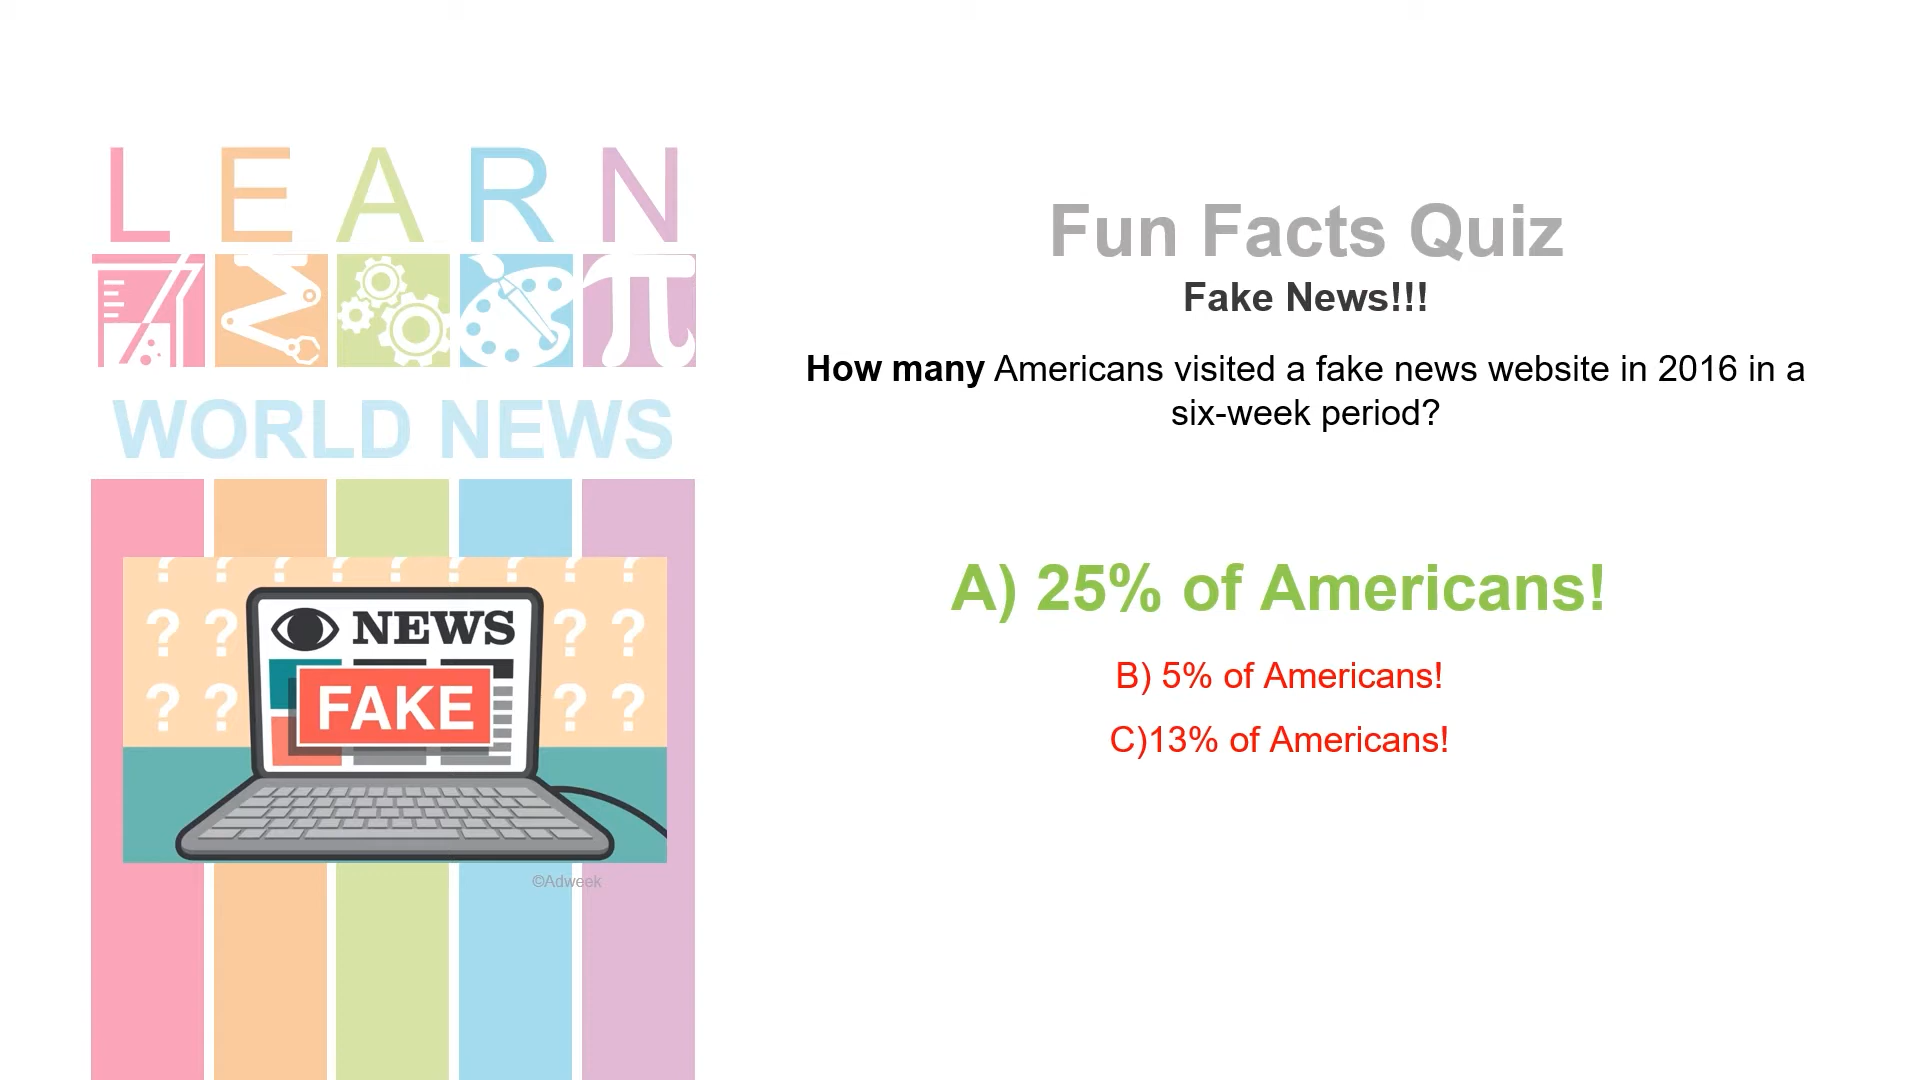 LEARN
WORLD NEWS
NEWS
FAKE
©Adweek
Fun Facts Quiz
Fake News!!!
How many Americans visited a fake news website in 2016 in a
six-week period?
A) 25% of Americans!
B) 5% of Americans!
C)13% of Americans!